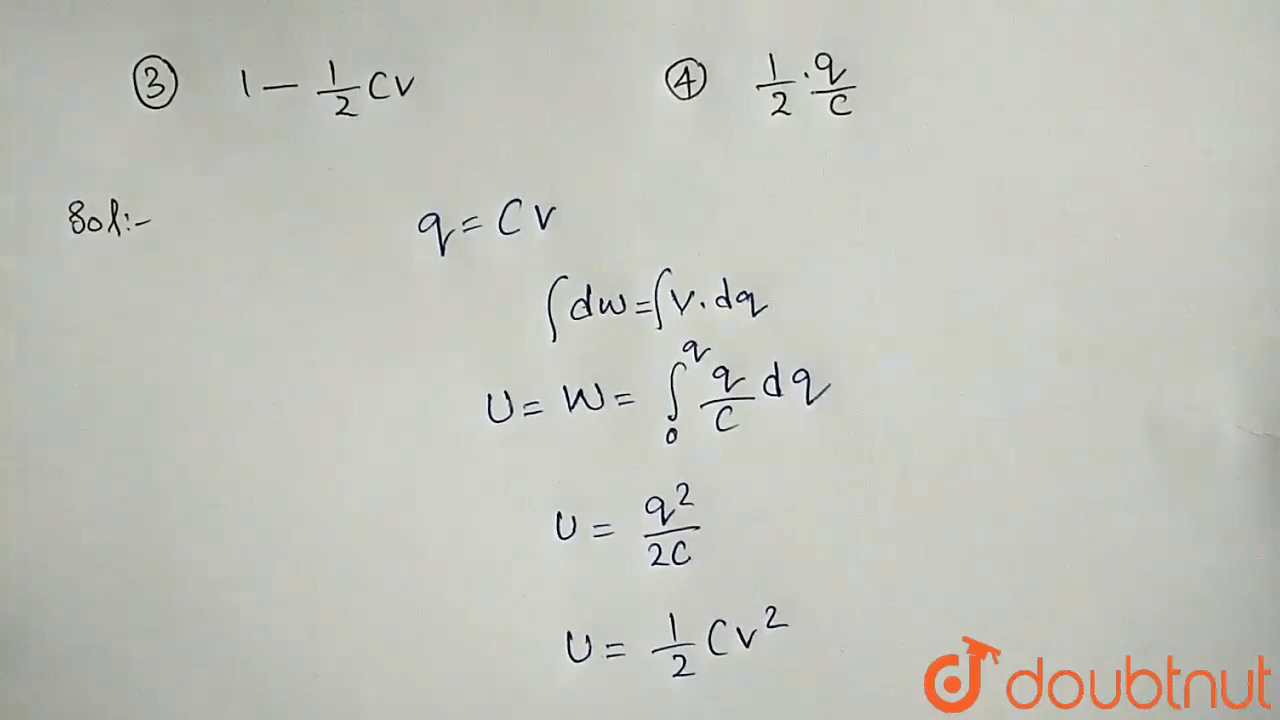 ③ 1 - 1/2 CV ④ 1/2 · q/C
Sol:-
q = CV
∫dw = ∫V.dq
U = W = ∫₀^q q/C dq
U = q²/2C
U = 1/2 CV²
doubtnut